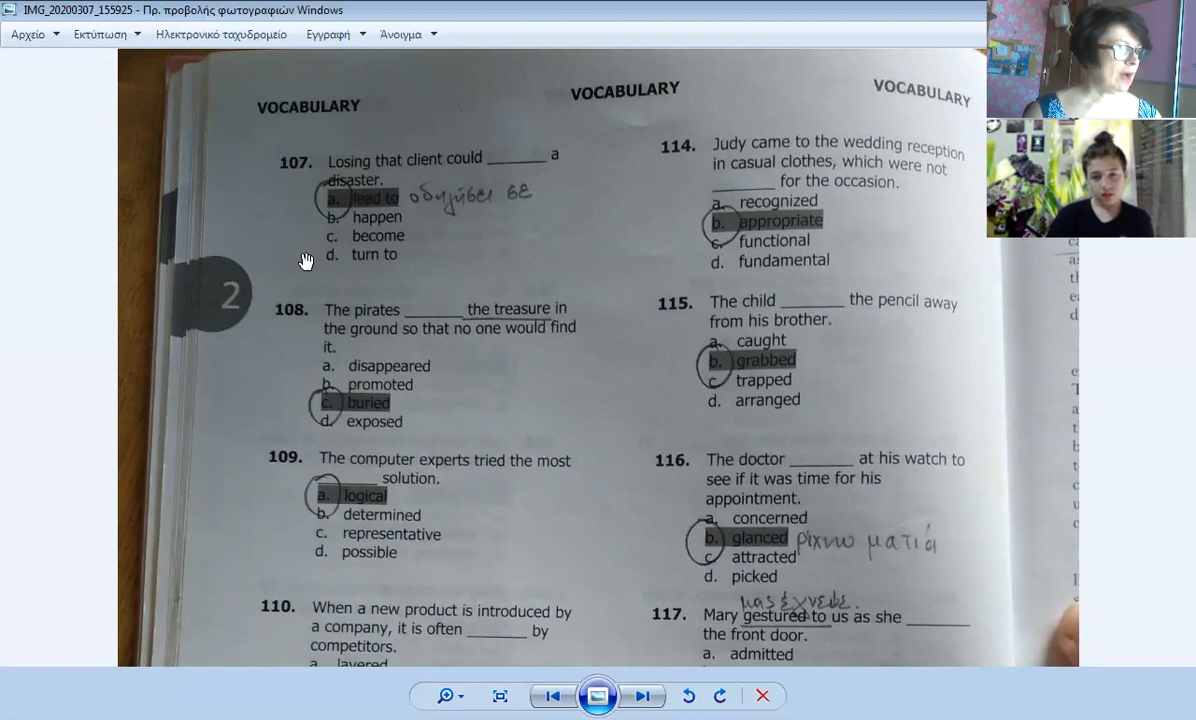 IMG_20200307_155925 - Πρ. προβολής φωτογραφιών Windows
Αρχείο Εκτύπωση Ηλεκτρονικό ταχυδρομείο Εγγραφή Άνοιγμα
VOCABULARY
107. Losing that client could _______ a
disaster.
a. lead to οδηγήσει σε
b. happen
c. become
d. turn to
2
108. The pirates _______ the treasure in
the ground so that no one would find
it.
a. disappeared
b. promoted
c. buried
d. exposed
109. The computer experts tried the most
_______ solution.
a. logical
b. determined
c. representative
d. possible
110. When a new product is introduced by
a company, it is often _______ by
competitors.
a. layered
VOCABULARY
VOCABULARY
114. Judy came to the wedding reception
in casual clothes, which were not
_______ for the occasion.
a. recognized
b. appropriate
c. functional
d. fundamental
115. The child _______ the pencil away
from his brother.
a. caught
b. grabbed
c. trapped
d. arranged
116. The doctor _______ at his watch to
see if it was time for his
appointment.
a. concerned
b. glanced ρίχνω ματιά
c. attracted
d. picked
μας έγνεψε.
117. Mary gestured to us as she _______
the front door.
a. admitted